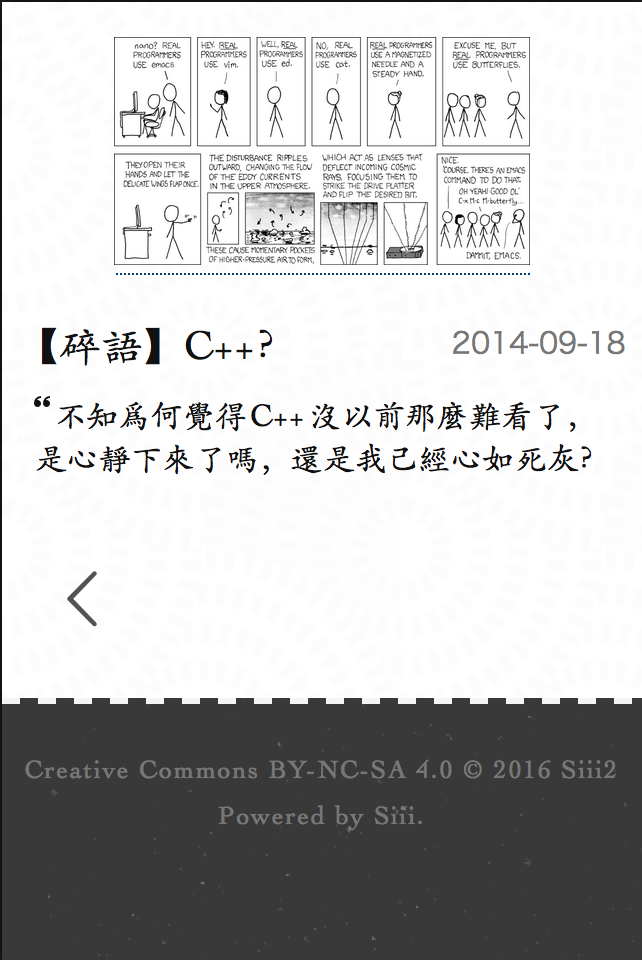 nano? REAL
PROGRAMMERS
USE emacs
HEY. REAL
PROGRAMMERS
USE vim.
WELL, REAL
PROGRAMMERS
USE ed.
NO, REAL
PROGRAMMERS
USE cat.
REAL PROGRAMMERS
USE A MAGNETIZED
NEEDLE AND A
STEADY HAND.
EXCUSE ME, BUT
REAL PROGRAMMERS
USE BUTTERFLIES.
THEY OPEN THEIR
HANDS AND LET THE
DELICATE WINGS FLAP ONCE.
THE DISTURBANCE RIPPLES
OUTWARD, CHANGING THE FLOW
OF THE EDDY CURRENTS
IN THE UPPER ATMOSPHERE.
THESE CAUSE MOMENTARY POCKETS
OF HIGHER-PRESSURE AIR TO FORM,
WHICH ACT AS LENSES THAT
DEFLECT INCOMING COSMIC
RAYS, FOCUSING THEM TO
STRIKE THE DRIVE PLATTER
AND FLIP THE DESIRED BIT.
NICE.
'COURSE, THERE'S AN EMACS
COMMAND TO DO THAT.
OH YEAH! GOOD OL'
C-x M-c M-butterfly...
DAMMIT, EMACS.
【碎語】C++?
2014-09-18
“不知爲何覺得C++沒以前那麼難看了，
是心靜下來了嗎，還是我己經心如死灰?
Creative Commons BY-NC-SA 4.0 © 2016 Siii2
Powered by Siii.